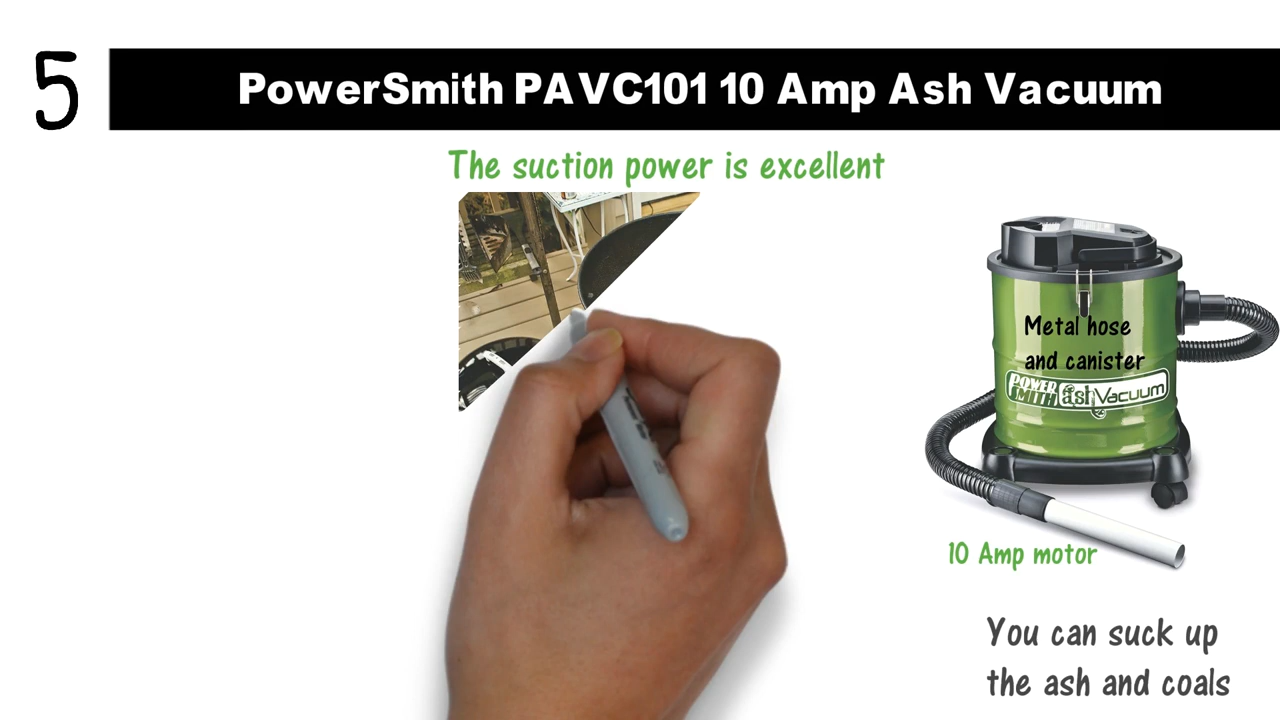 5
PowerSmith PAVC101 10 Amp Ash Vacuum
The suction power is excellent
Metal hose
and canister
POWER
SMITH
ash Vacuum
10 Amp motor
You can suck up
the ash and coals